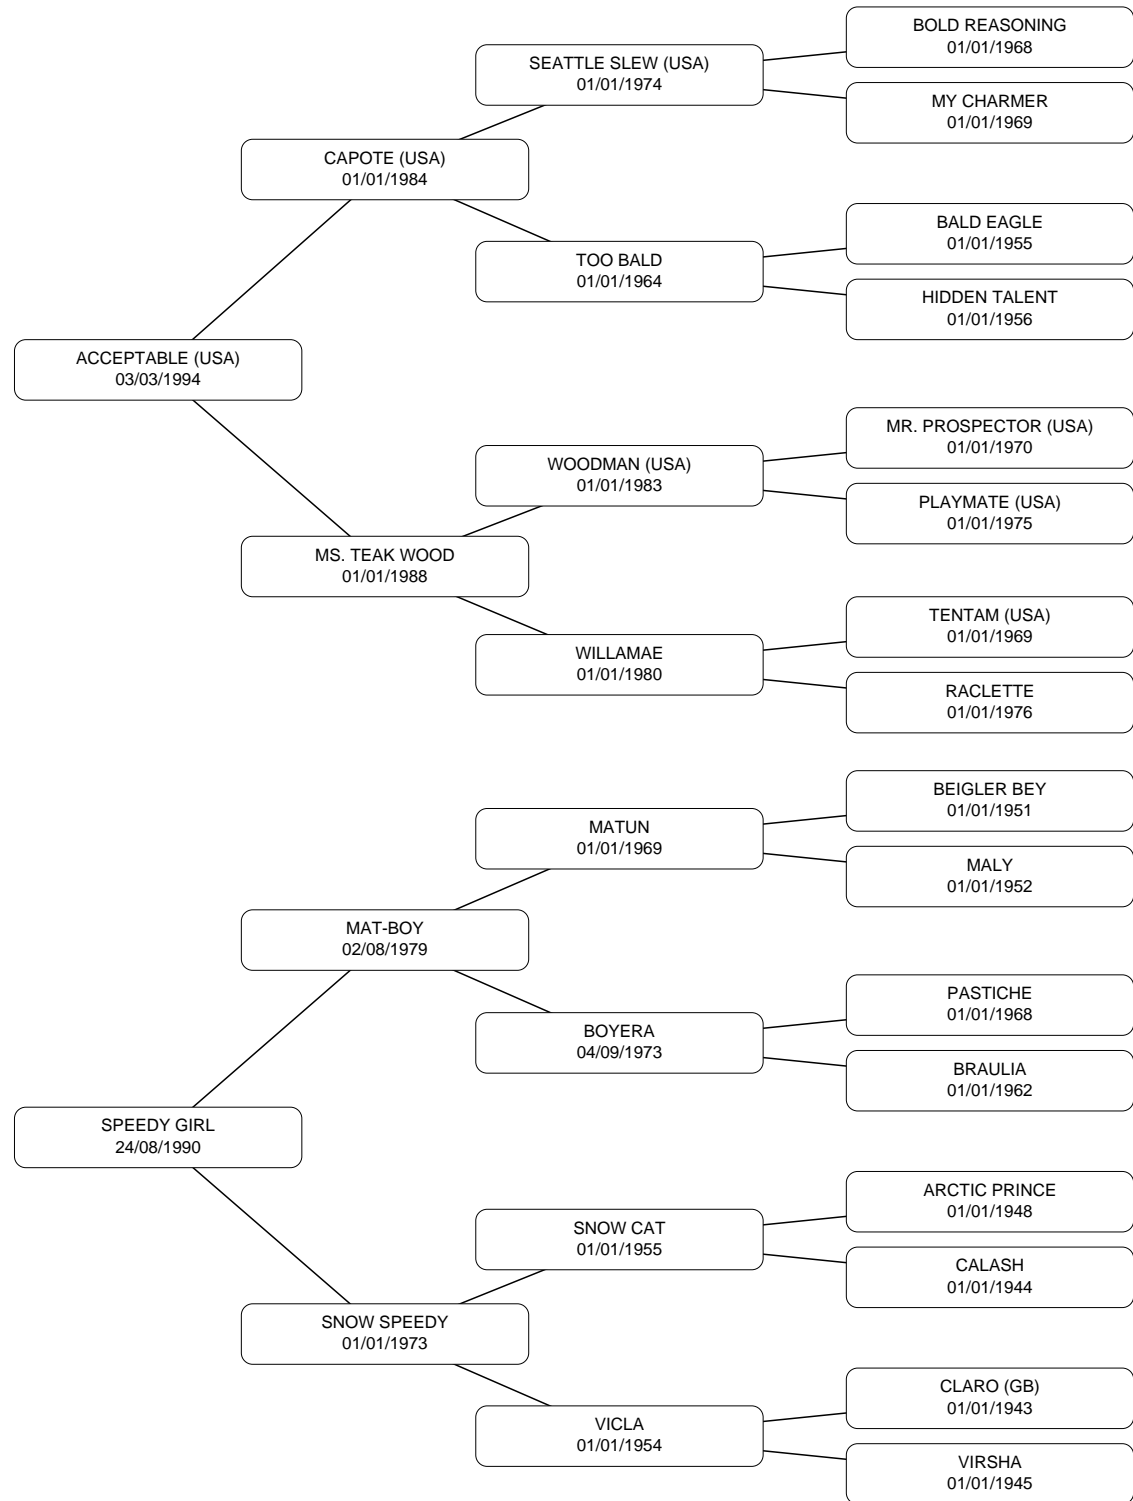 BOLD REASONING
01/01/1968
SEATTLE SLEW (USA)
01/01/1974
MY CHARMER
01/01/1969
CAPOTE (USA)
01/01/1984
BALD EAGLE
01/01/1955
TOO BALD
01/01/1964
HIDDEN TALENT
01/01/1956
ACCEPTABLE (USA)
03/03/1994
MR. PROSPECTOR (USA)
01/01/1970
WOODMAN (USA)
01/01/1983
PLAYMATE (USA)
01/01/1975
MS. TEAK WOOD
01/01/1988
TENTAM (USA)
01/01/1969
WILLAMAE
01/01/1980
RACLETTE
01/01/1976
BEIGLER BEY
01/01/1951
MATUN
01/01/1969
MALY
01/01/1952
MAT-BOY
02/08/1979
PASTICHE
01/01/1968
BOYERA
04/09/1973
BRAULIA
01/01/1962
SPEEDY GIRL
24/08/1990
ARCTIC PRINCE
01/01/1948
SNOW CAT
01/01/1955
CALASH
01/01/1944
SNOW SPEEDY
01/01/1973
CLARO (GB)
01/01/1943
VICLA
01/01/1954
VIRSHA
01/01/1945